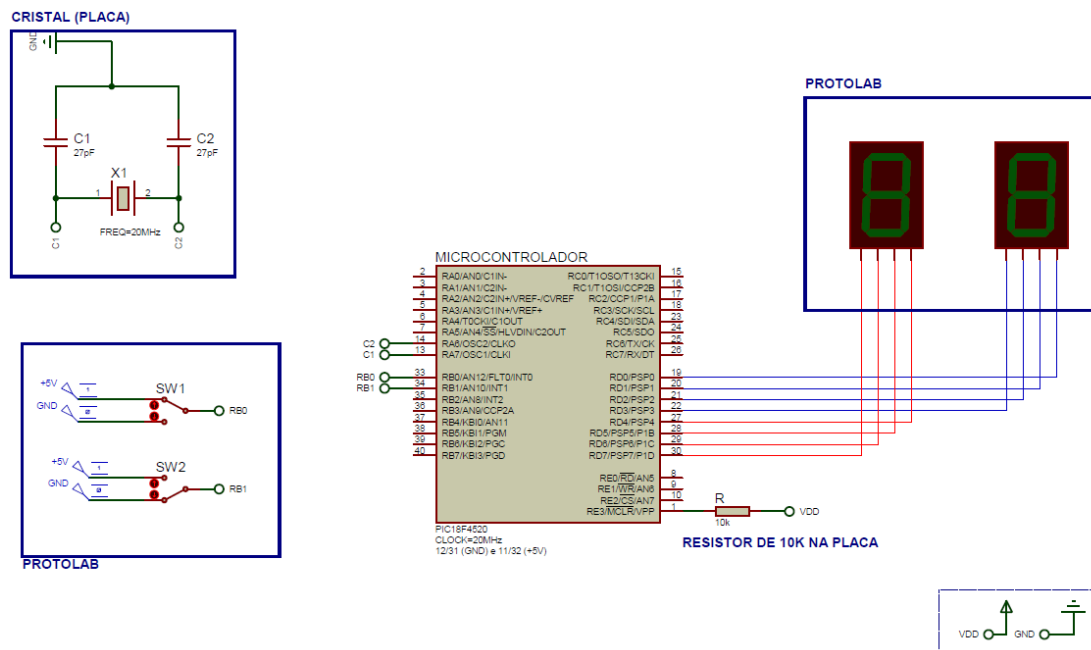 CRISTAL (PLACA)
GND
C1
27pF
C2
27pF
X1
1
2
FREQ=20MHz
C1
C2
PROTOLAB
MICROCONTROLADOR
2 RA0/AN0/C1IN-
3 RA1/AN1/C2IN-
4 RA2/AN2/C2IN+/VREF-/CVREF
5 RA3/AN3/C1IN+/VREF+
6 RA4/T0CKI/C1OUT
7 RA5/AN4/SS/HLVDIN/C2OUT
C2 14 RA6/OSC2/CLKO
C1 13 RA7/OSC1/CLKI
RB0 33 RB0/AN12/FLT0/INT0
RB1 34 RB1/AN10/INT1
35 RB2/AN8/INT2
36 RB3/AN9/CCP2A
37 RB4/KBI0/AN11
38 RB5/KBI1/PGM
39 RB6/KBI2/PGC
40 RB7/KBI3/PGD
RC0/T1OSO/T13CKI 15
RC1/T1OSI/CCP2B 16
RC2/CCP1/P1A 17
RC3/SCK/SCL 18
RC4/SDI/SDA 23
RC5/SDO 24
RC6/TX/CK 25
RC7/RX/DT 26
RD0/PSP0 19
RD1/PSP1 20
RD2/PSP2 21
RD3/PSP3 22
RD4/PSP4 27
RD5/PSP5/P1B 28
RD6/PSP6/P1C 29
RD7/PSP7/P1D 30
RE0/RD/AN5 8
RE1/WR/AN6 9
RE2/CS/AN7 10
RE3/MCLR/VPP 1
PIC18F4520
CLOCK=20MHz
12/31 (GND) e 11/32 (+5V)
R
10k
VDD
RESISTOR DE 10K NA PLACA
+5V 1
GND 0
SW1
RB0
+5V 1
GND 0
SW2
RB1
PROTOLAB
VDD
GND